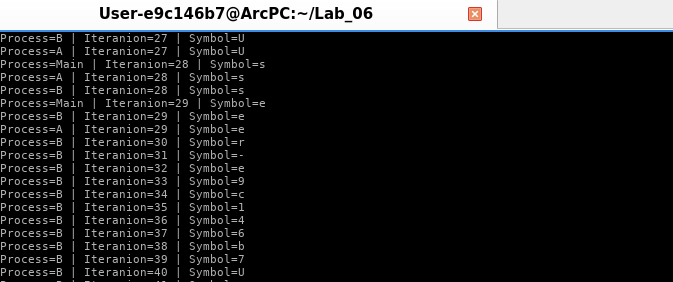 User-e9c146b7@ArcPC:~/Lab_06
Process=B | Iteranion=27 | Symbol=U
Process=A | Iteranion=27 | Symbol=U
Process=Main | Iteranion=28 | Symbol=s
Process=A | Iteranion=28 | Symbol=s
Process=B | Iteranion=28 | Symbol=s
Process=Main | Iteranion=29 | Symbol=e
Process=B | Iteranion=29 | Symbol=e
Process=A | Iteranion=29 | Symbol=e
Process=B | Iteranion=30 | Symbol=r
Process=B | Iteranion=31 | Symbol=-
Process=B | Iteranion=32 | Symbol=e
Process=B | Iteranion=33 | Symbol=9
Process=B | Iteranion=34 | Symbol=c
Process=B | Iteranion=35 | Symbol=1
Process=B | Iteranion=36 | Symbol=4
Process=B | Iteranion=37 | Symbol=6
Process=B | Iteranion=38 | Symbol=b
Process=B | Iteranion=39 | Symbol=7
Process=B | Iteranion=40 | Symbol=U